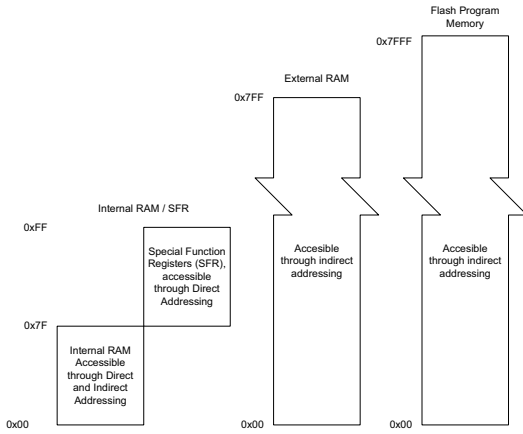 Flash Program
Memory
0x7FFF
External RAM
0x7FF
Internal RAM / SFR
0xFF
Special Function
Registers (SFR),
accessible
through Direct
Addressing
Accesible
through indirect
addressing
Accesible
through indirect
addressing
0x7F
Internal RAM
Accessible
through Direct
and Indirect
Addressing
0x00
0x00
0x00